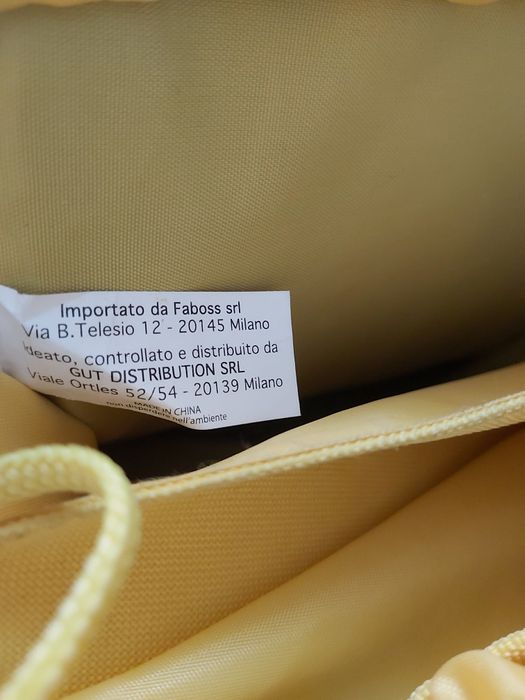 Importato da Faboss srl
Via B.Telesio 12 - 20145 Milano
Ideato, controllato e distribuito da
GUT DISTRIBUTION SRL
Viale Ortles 52/54 - 20139 Milano
MADE IN CHINA
non disperdere nell'ambiente